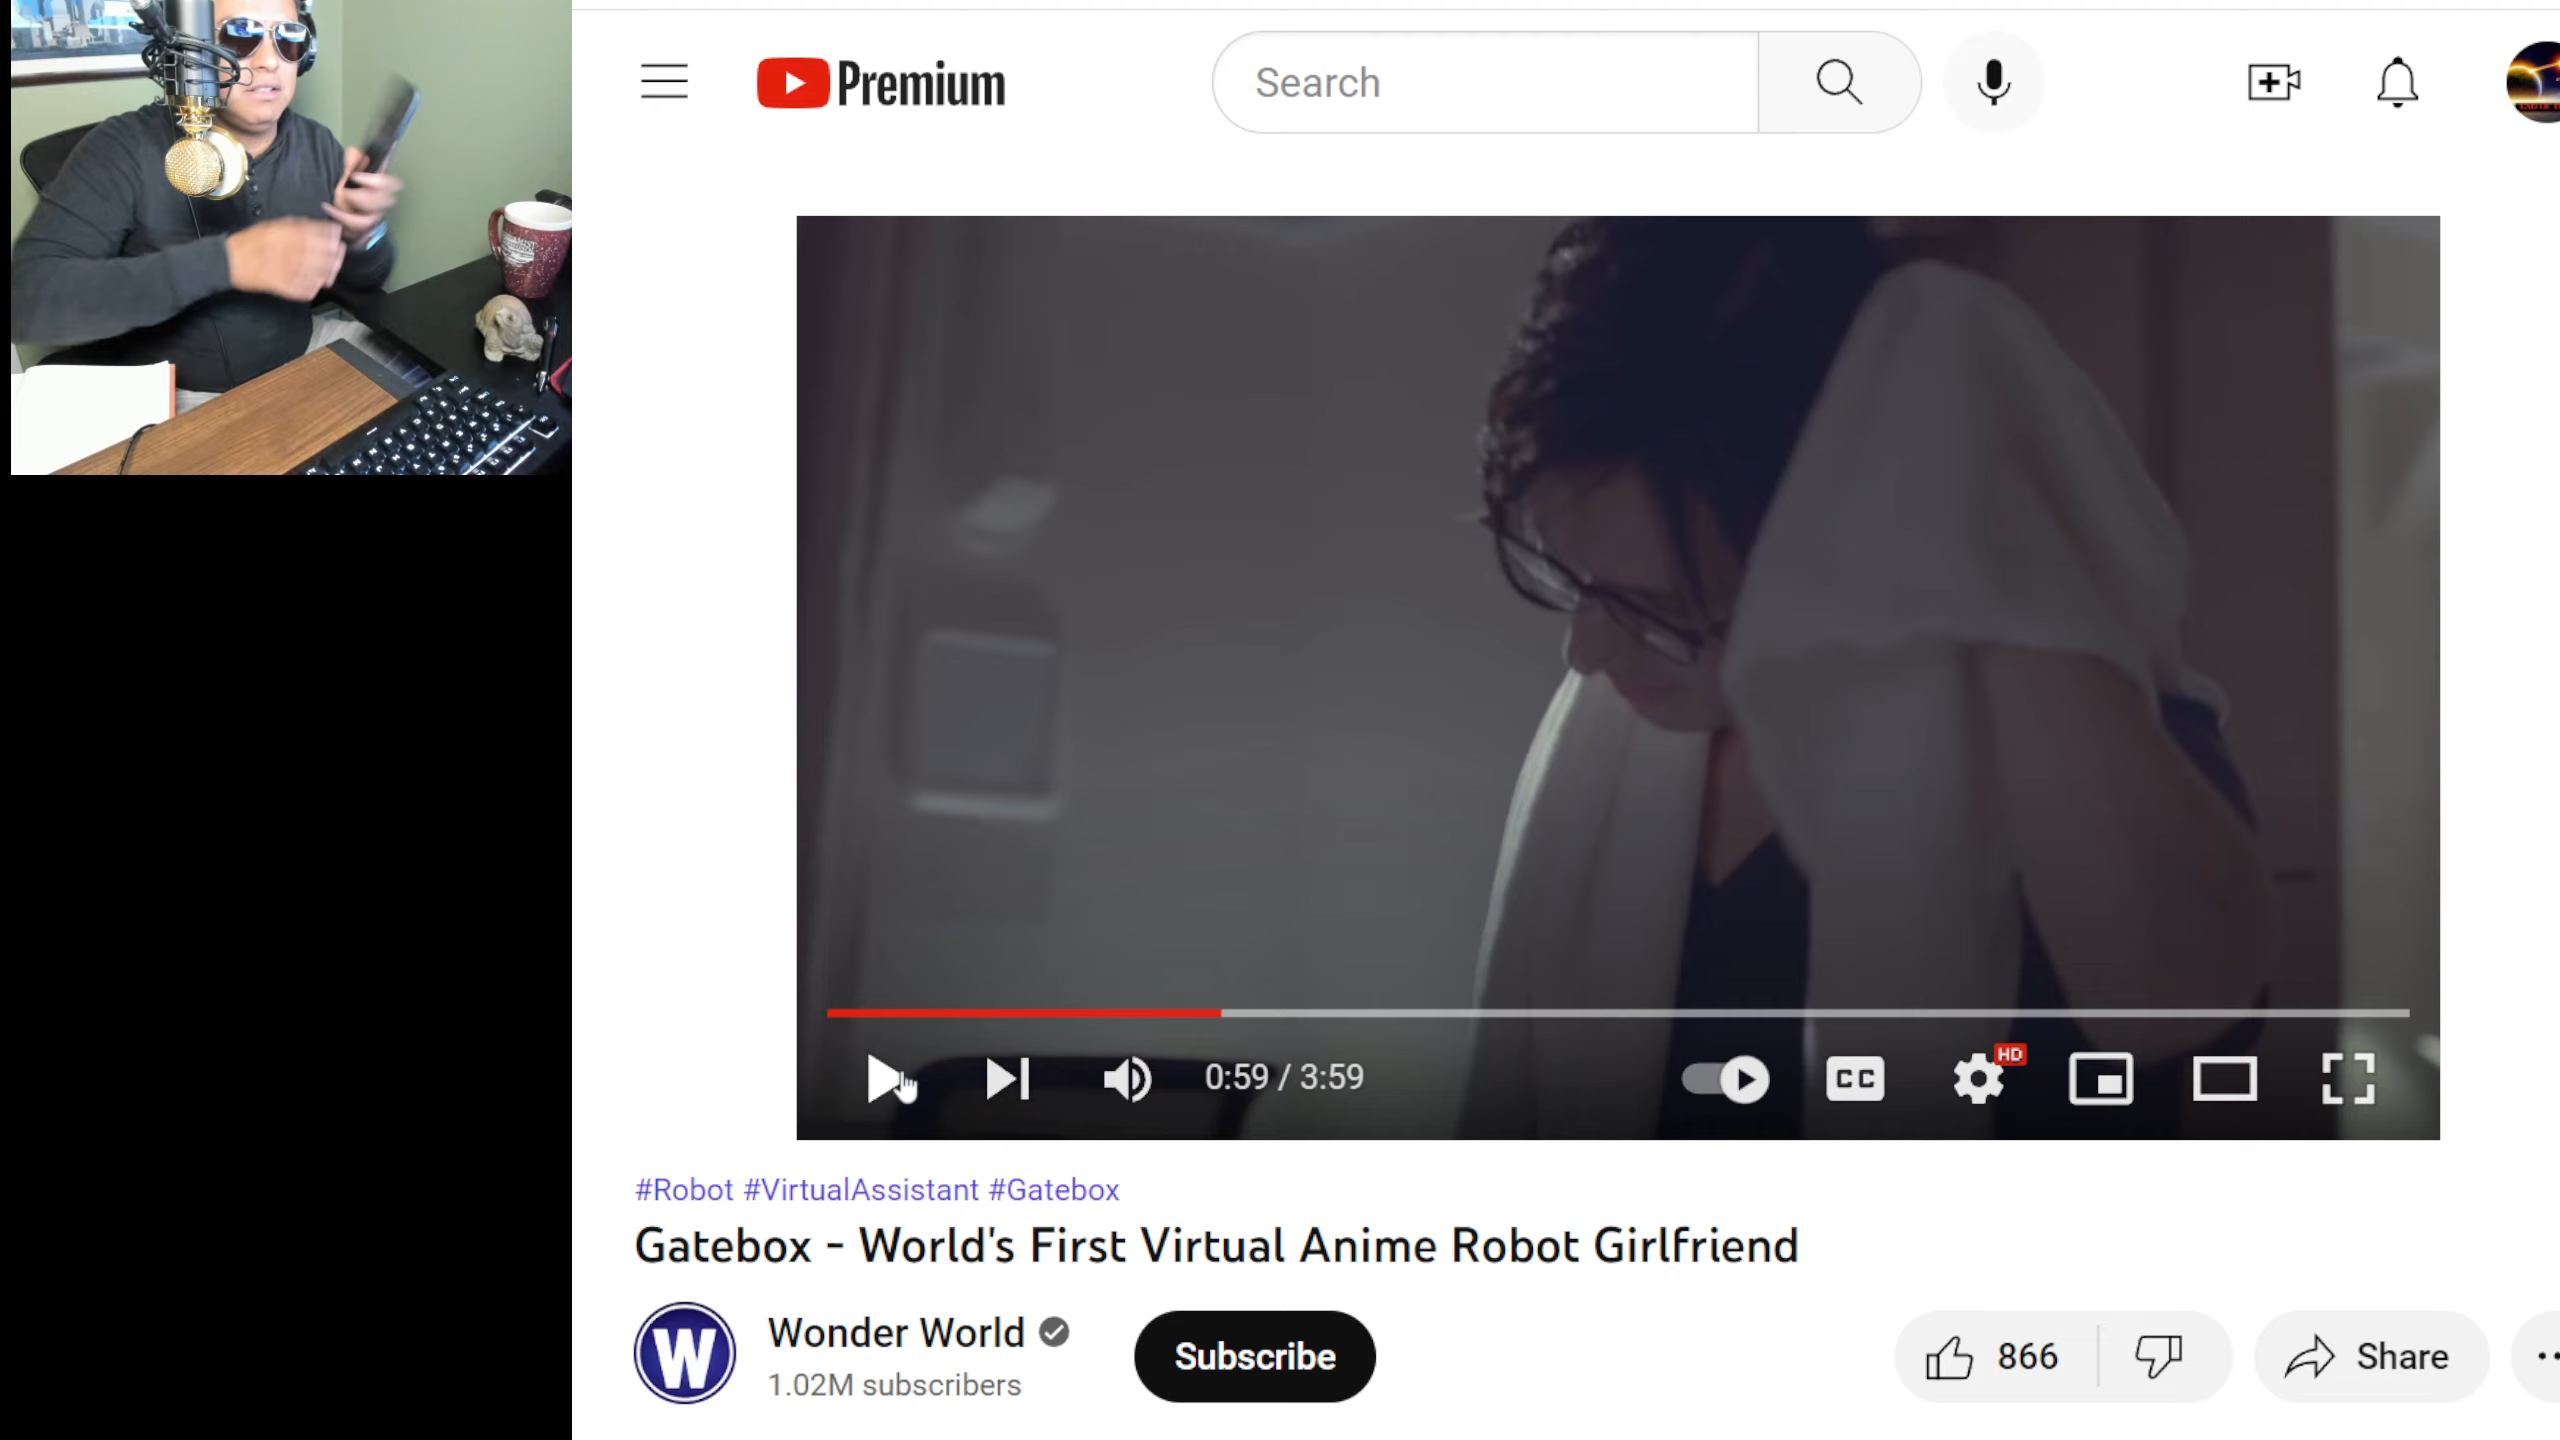 Premium
Search
0:59 / 3:59
CC
HD
#Robot #VirtualAssistant #Gatebox
Gatebox - World's First Virtual Anime Robot Girlfriend
W
Wonder World
1.02M subscribers
Subscribe
866
Share